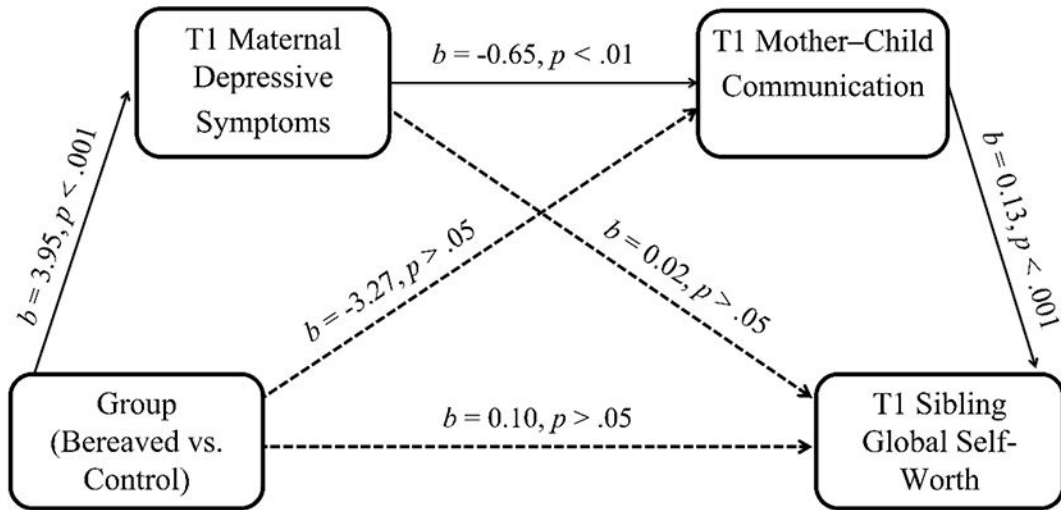 T1 Maternal
Depressive
Symptoms
b = -0.65, p < .01
T1 Mother–Child
Communication
b = 3.95, p < .001
b = -3.27, p > .05
b = 0.02, p > .05
b = 0.13, p < .001
Group
(Bereaved vs.
Control)
b = 0.10, p > .05
T1 Sibling
Global Self-
Worth